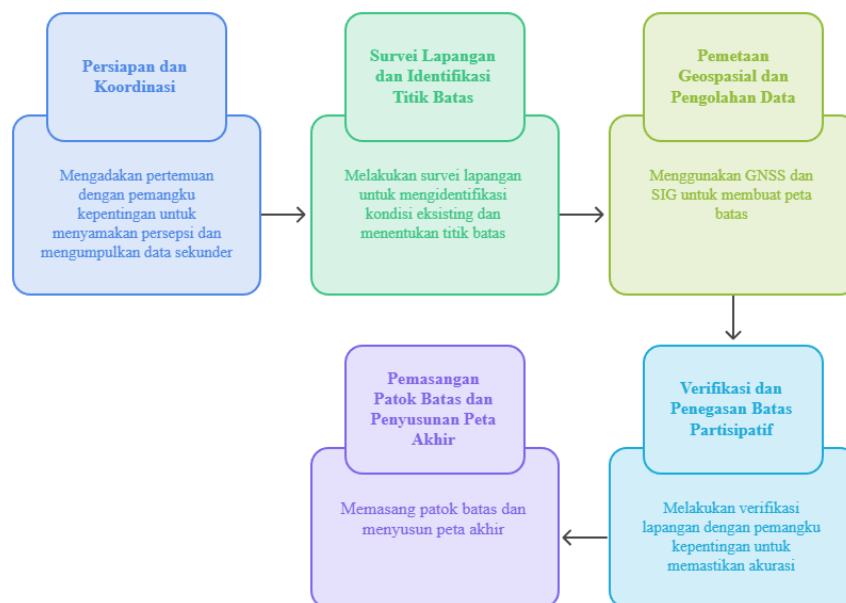 Persiapan dan
Koordinasi
Mengadakan pertemuan
dengan pemangku
kepentingan untuk
menyamakan persepsi dan
mengumpulkan data sekunder
Survei Lapangan
dan Identifikasi
Titik Batas
Melakukan survei lapangan
untuk mengidentifikasi
kondisi eksisting dan
menentukan titik batas
Pemetaan
Geospasial dan
Pengolahan Data
Menggunakan GNSS dan
SIG untuk membuat peta
batas
Verifikasi dan
Penegasan Batas
Partisipatif
Melakukan verifikasi
lapangan dengan pemangku
kepentingan untuk
memastikan akurasi
Pemasangan
Patok Batas dan
Penyusunan Peta
Akhir
Memasang patok batas dan
menyusun peta akhir